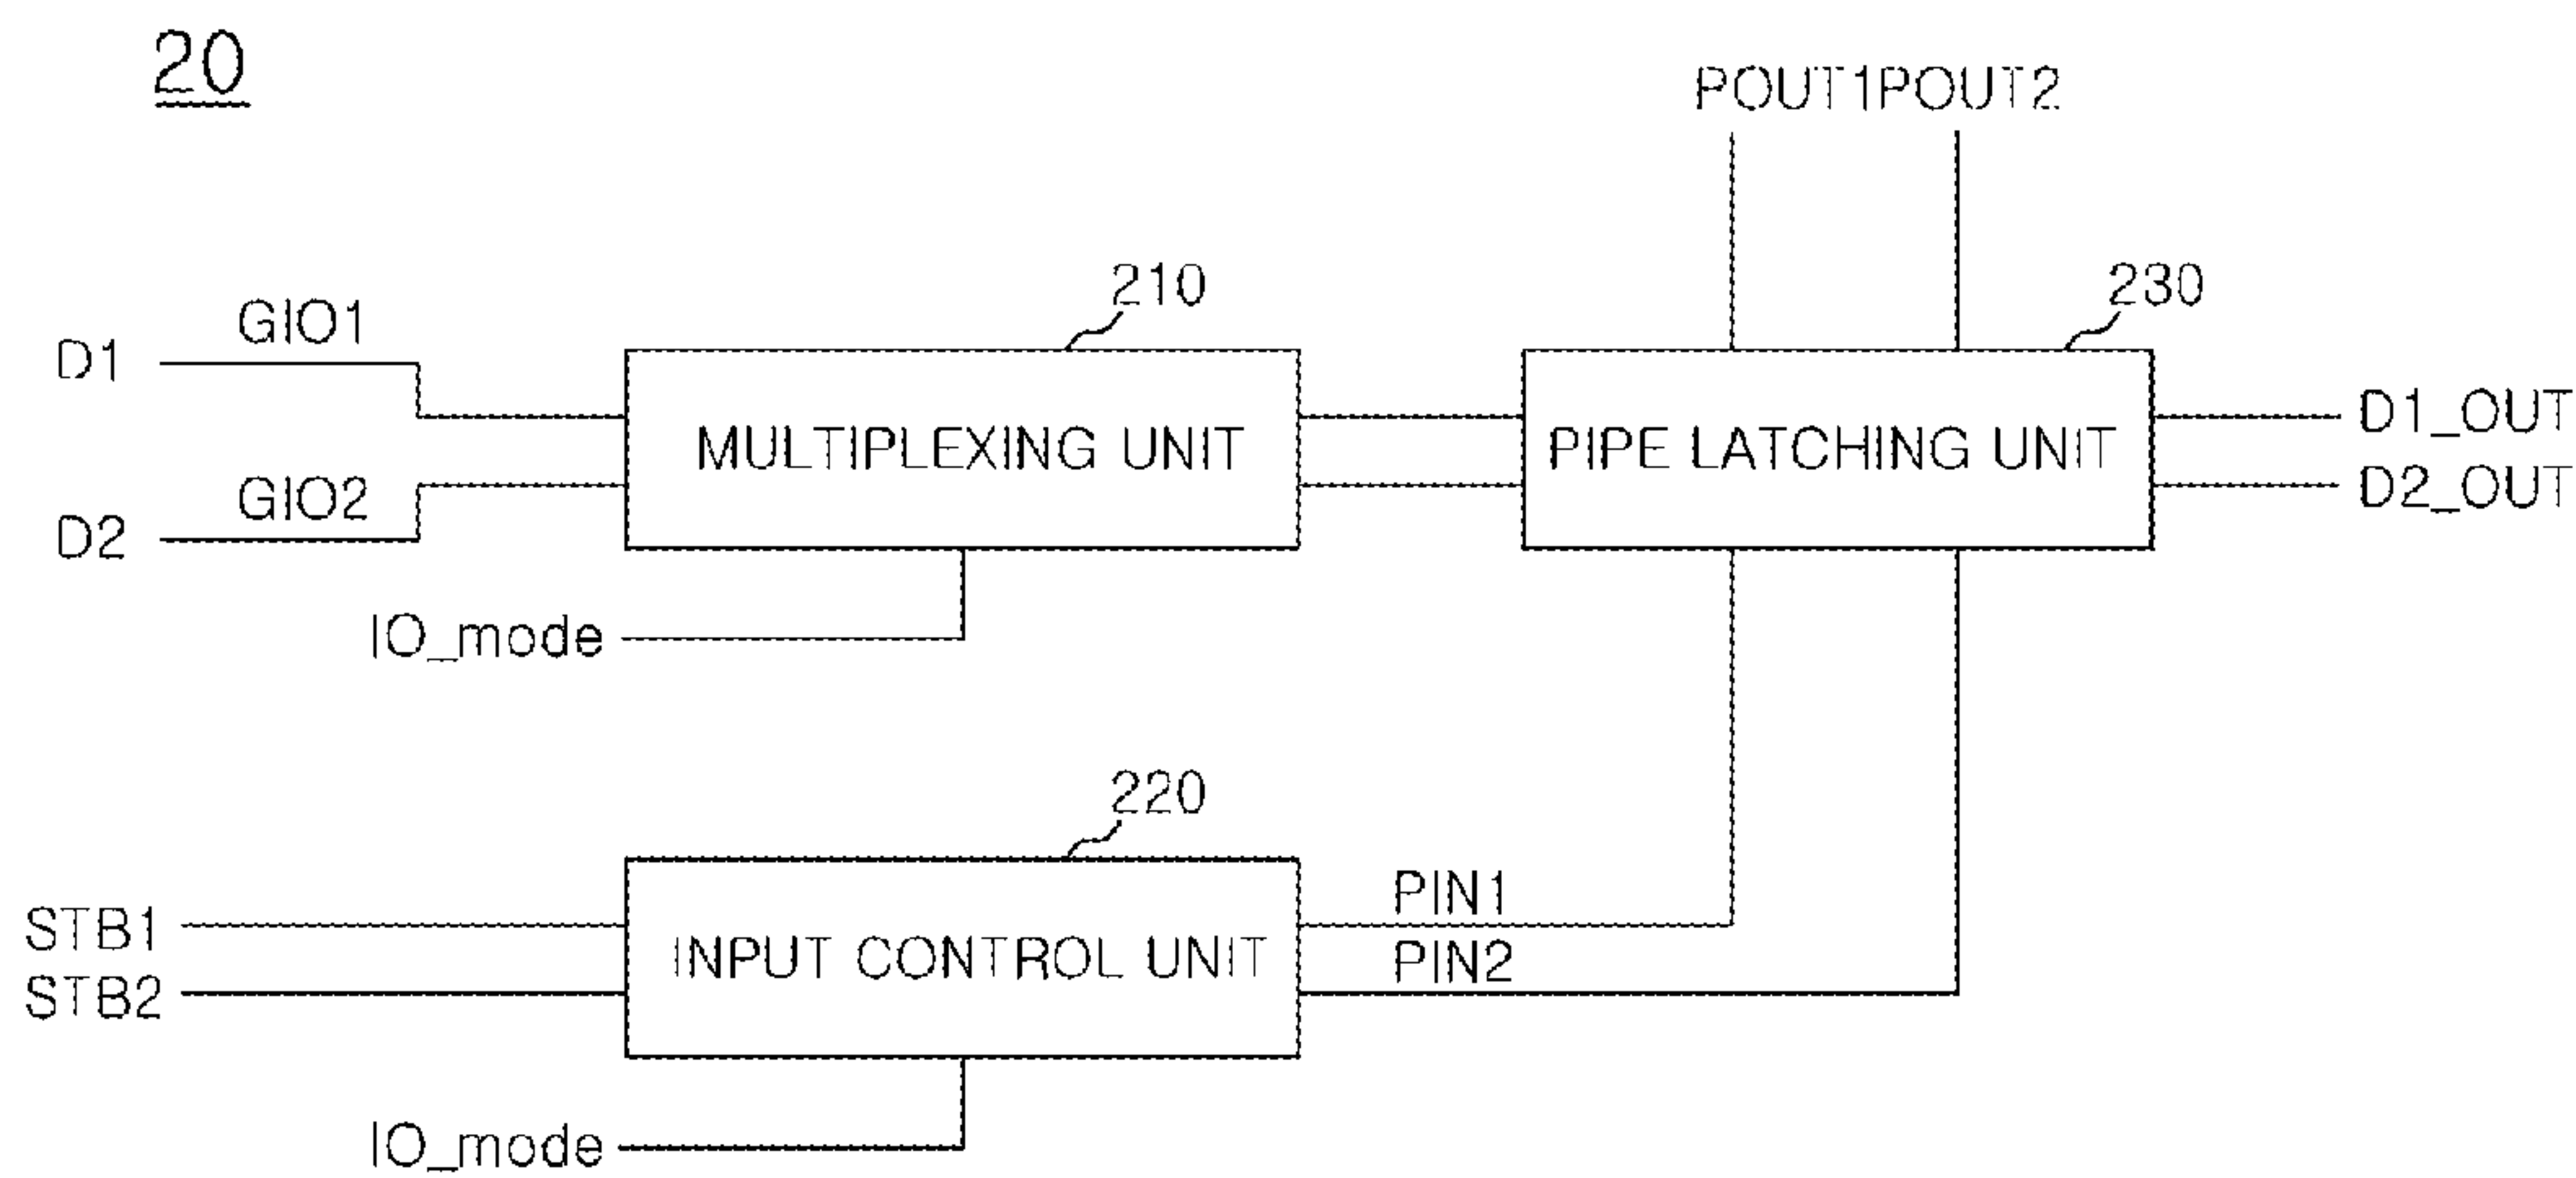 20
POUT1POUT2
210
230
GIO1
D1
D1_OUT
MULTIPLEXING UNIT
PIPE LATCHING UNIT
GIO2
D2_OUT
D2
IO_mode
220
PIN1
STB1
INPUT CONTROL UNIT
PIN2
STB2
IO_mode